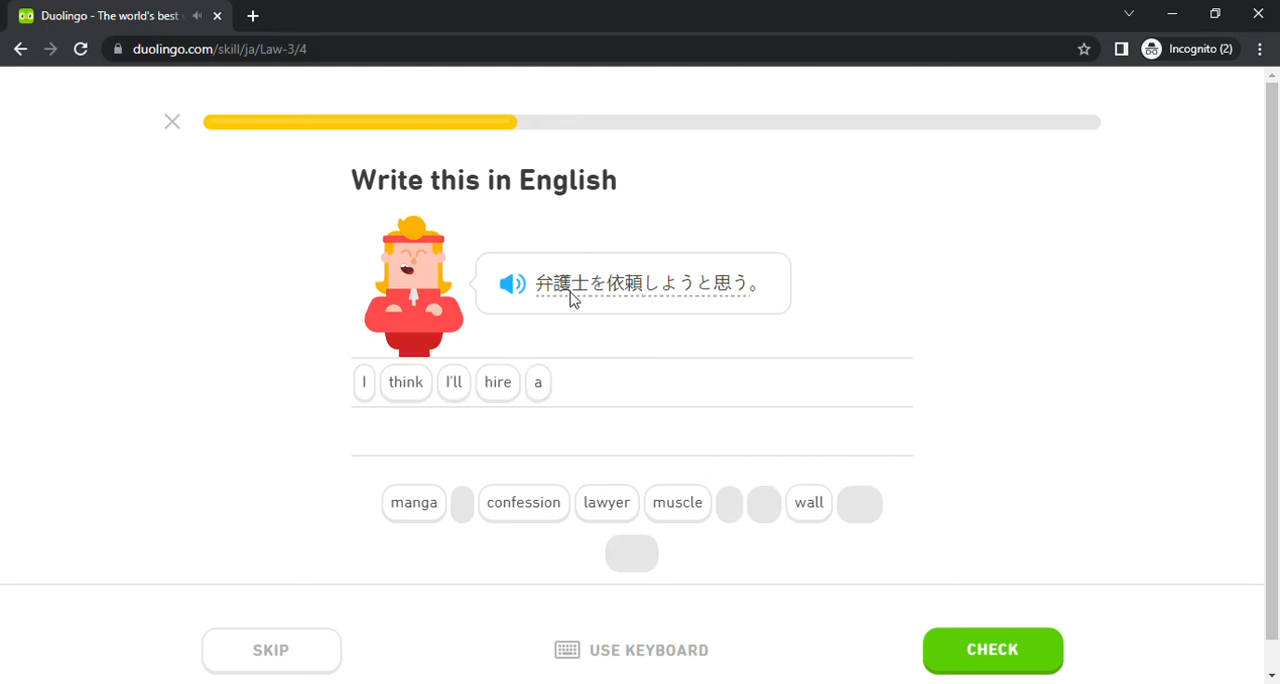 Duolingo - The world's best
duolingo.com/skill/ja/Law-3/4
Incognito (2)
Write this in English
弁護士を依頼しようと思う。
I think I'll hire a
manga confession lawyer muscle wall
SKIP
USE KEYBOARD
CHECK